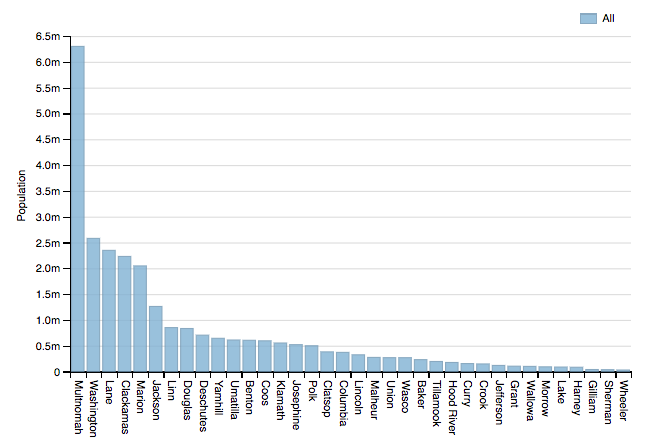 All
6.5m
6.0m
5.5m
5.0m
4.5m
4.0m
3.5m
3.0m
2.5m
2.0m
1.5m
1.0m
0.5m
0
Population
Multnomah
Washington
Lane
Clackamas
Marion
Jackson
Linn
Douglas
Deschutes
Yamhill
Umatilla
Benton
Coos
Klamath
Josephine
Polk
Clatsop
Columbia
Lincoln
Malheur
Union
Wasco
Baker
Tillamook
Hood River
Curry
Crook
Jefferson
Grant
Wallowa
Morrow
Lake
Harney
Gilliam
Sherman
Wheeler